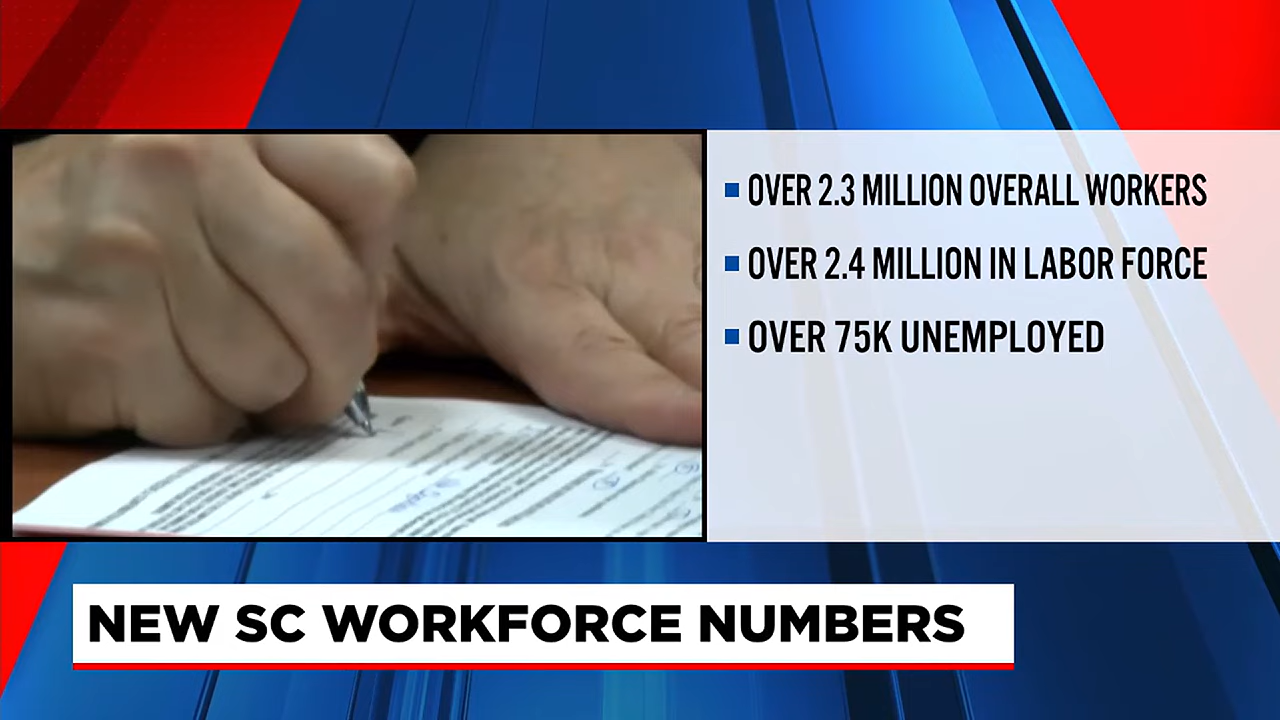 OVER 2.3 MILLION OVERALL WORKERS
OVER 2.4 MILLION IN LABOR FORCE
OVER 75K UNEMPLOYED
NEW SC WORKFORCE NUMBERS